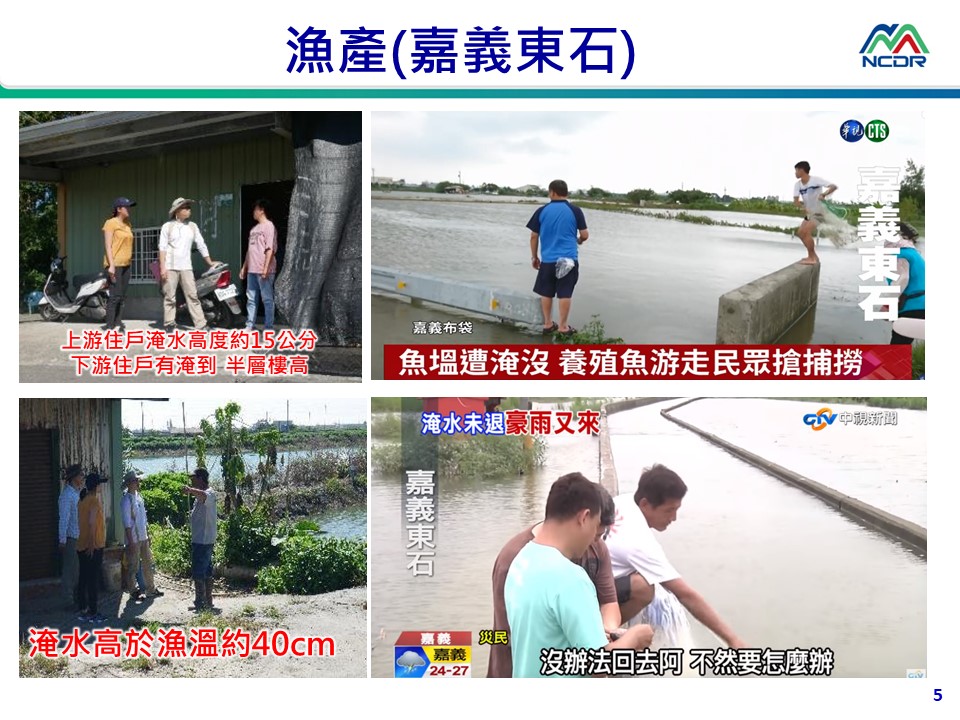 漁產(嘉義東石)
NCDR
上游住戶淹水高度約15公分
下游住戶有淹到 半層樓高
華視 CTS
嘉義東石
嘉義布袋
魚塭遭淹沒 養殖魚游走民眾搶捕撈
淹水高於漁溫約40cm
淹水未退豪雨又來
CTV 中視新聞
嘉義東石
嘉義
嘉義
24-27
災民
沒辦法回去阿 不然要怎麼辦
CTV
5